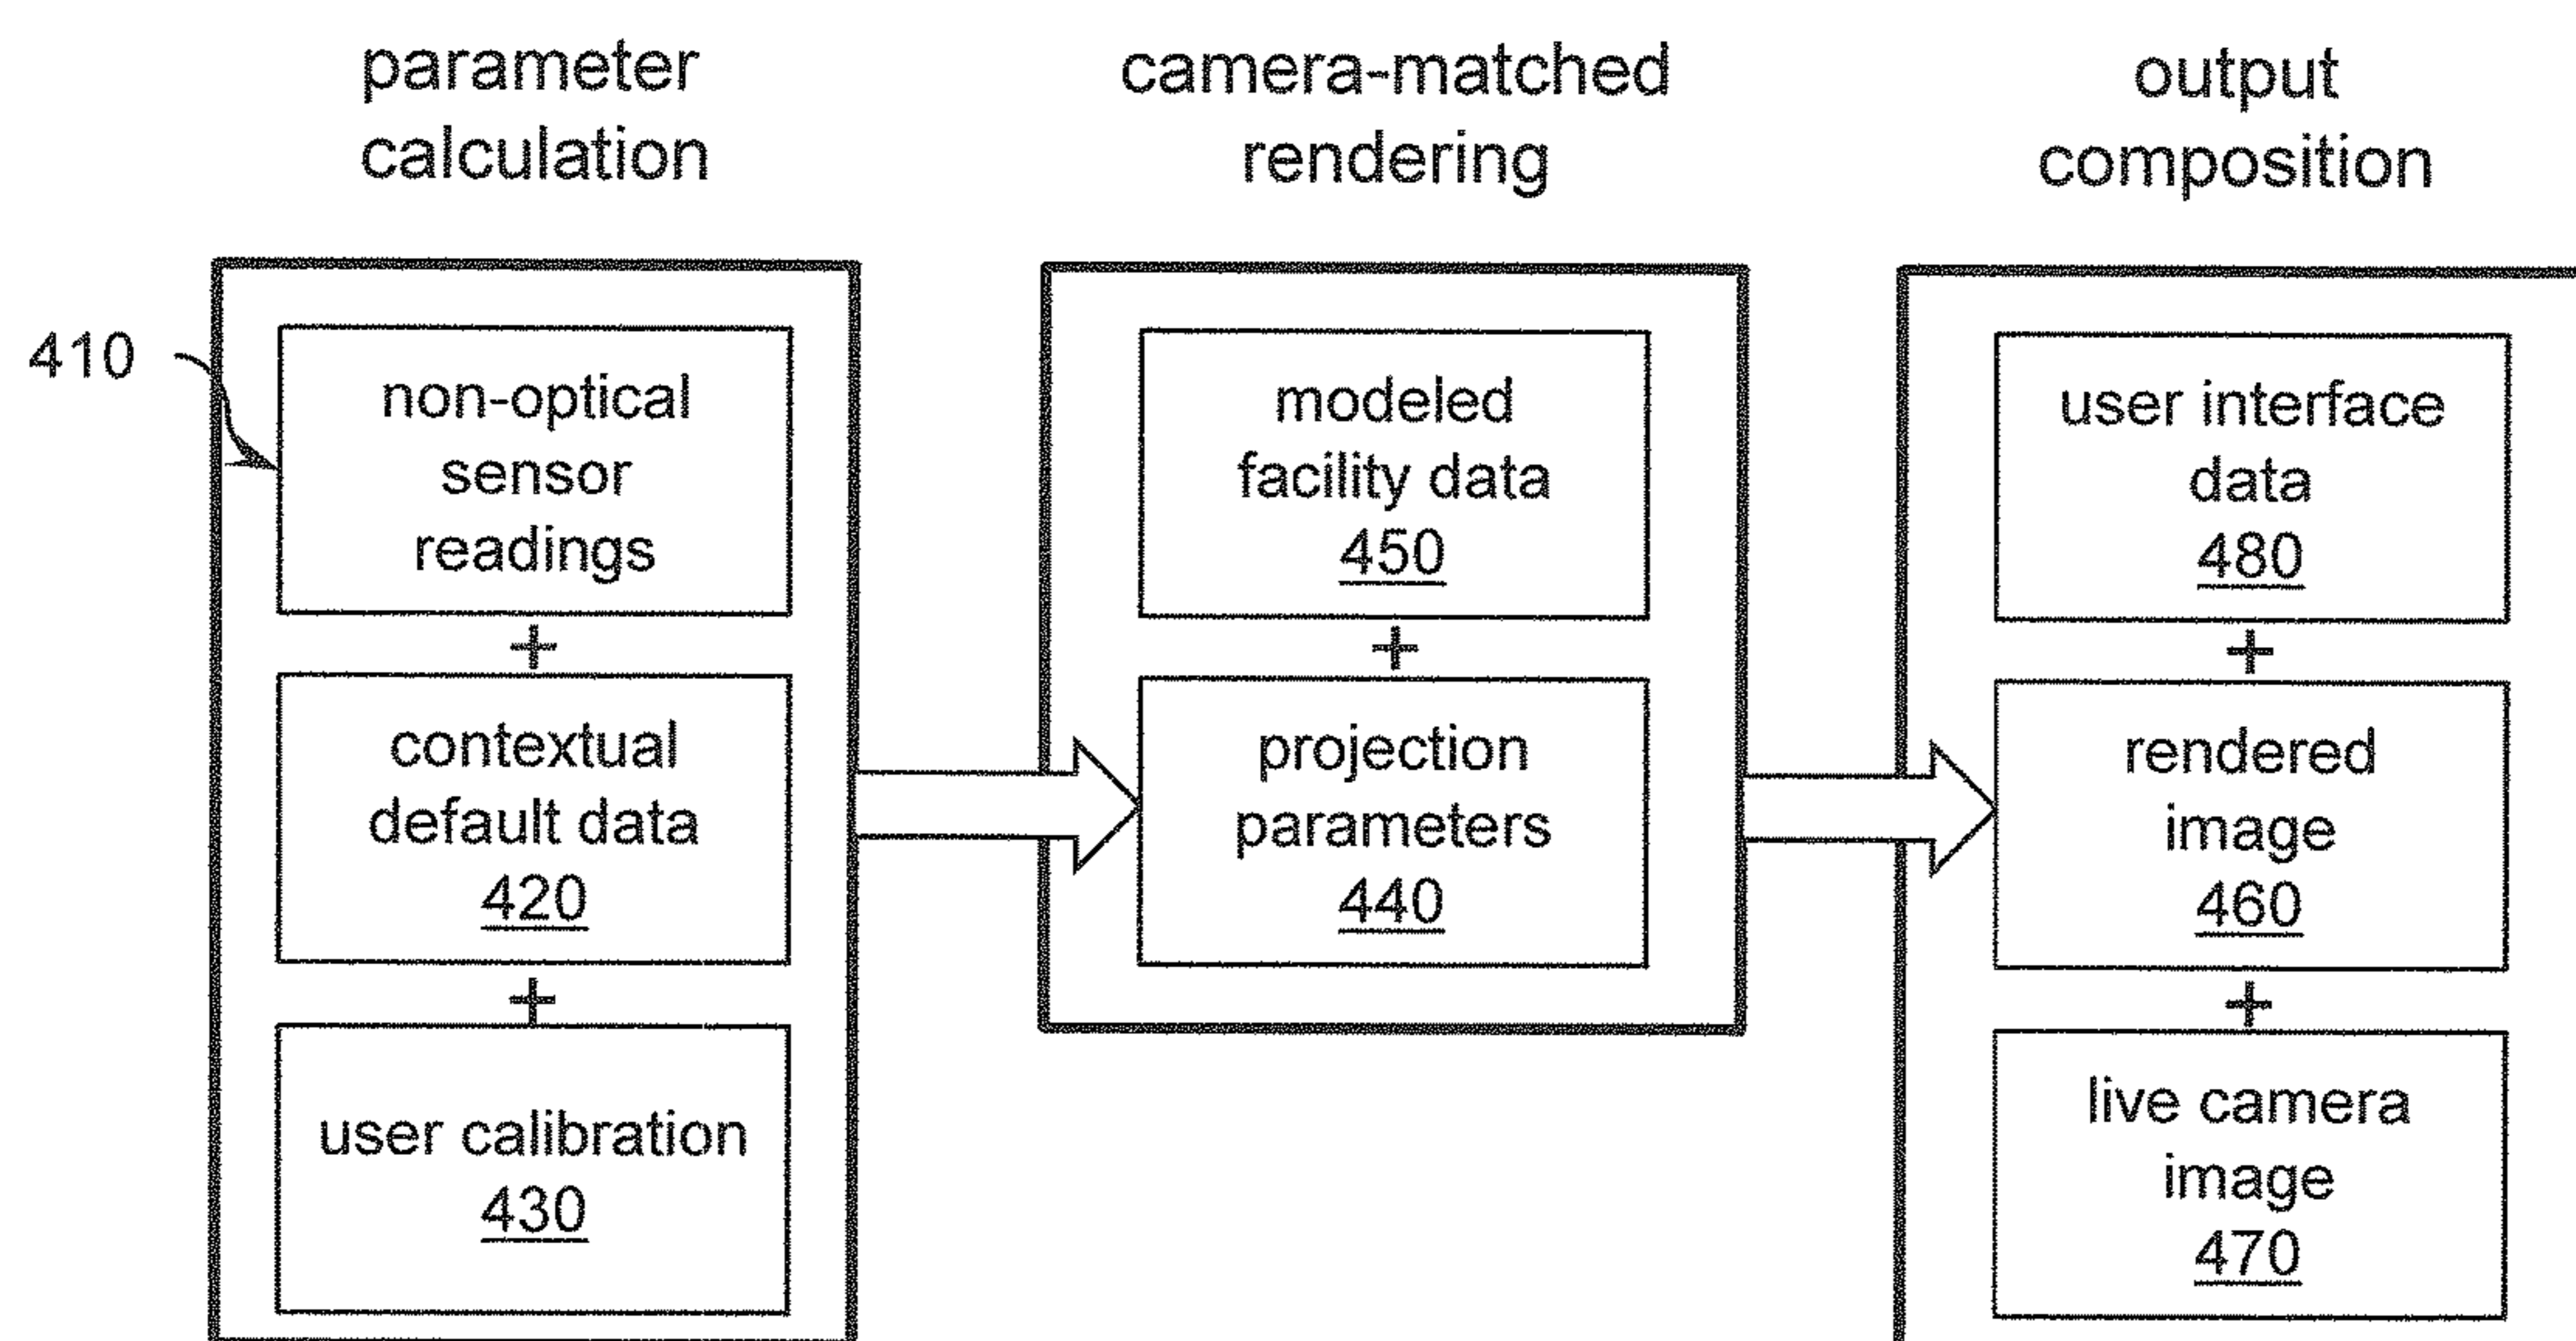 parameter
calculation
camera-matched
rendering
output
composition
410
non-optical
sensor
readings
+
contextual
default data
420
+
user calibration
430
modeled
facility data
450
+
projection
parameters
440
user interface
data
480
+
rendered
image
460
+
live camera
image
470